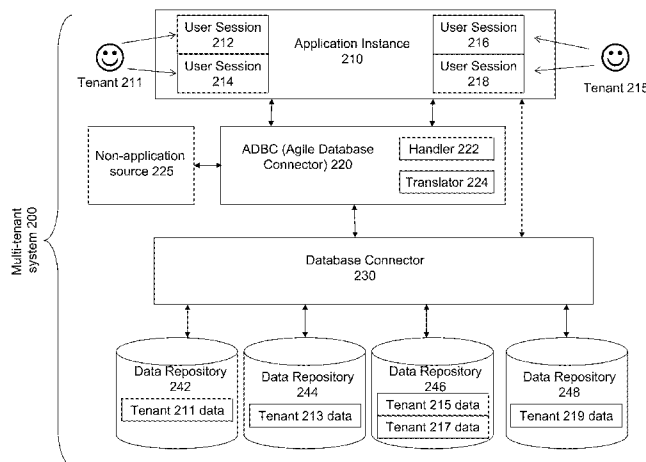 User Session
212
User Session
214
Application Instance
210
User Session
216
User Session
218
Tenant 211
Tenant 215
Non-application
source 225
ADBC (Agile Database
Connector) 220
Handler 222
Translator 224
Multi-tenant
system 200
Database Connector
230
Data Repository
242
Tenant 211 data
Data Repository
244
Tenant 213 data
Data Repository
246
Tenant 215 data
Tenant 217 data
Data Repository
248
Tenant 219 data